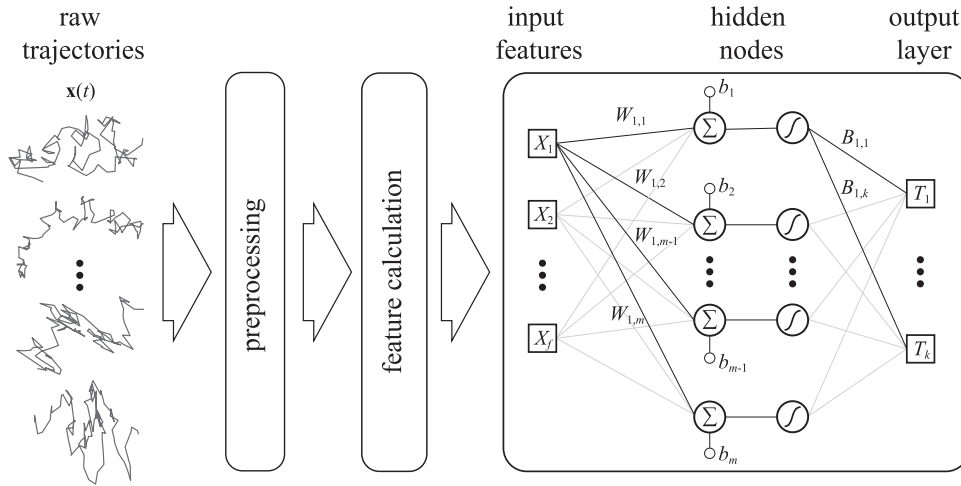 raw
trajectories
x(t)
preprocessing
feature calculation
input
features
hidden
nodes
output
layer
b1
W1,1
X1
B1,1
W1,2
b2
B1,k
T1
X2
W1,m-1
W1,m
Xf
Tk
bm-1
bm
Σ
∫
Σ
∫
Σ
∫
Σ
∫